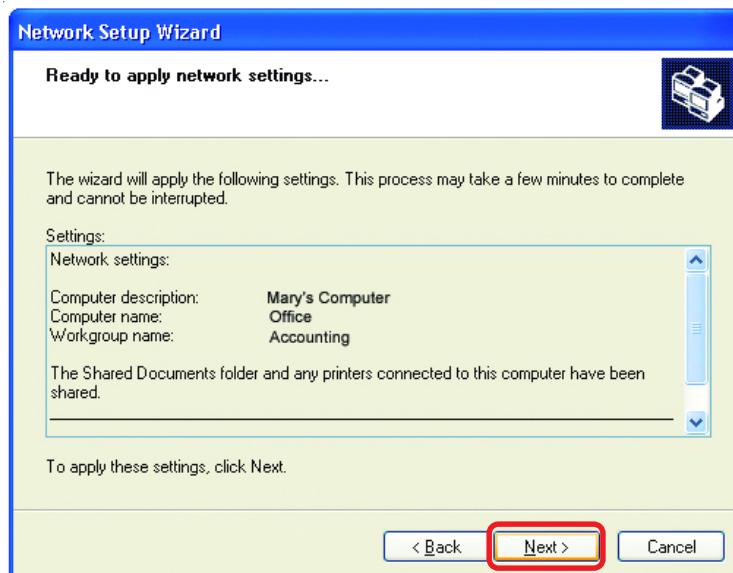 Network Setup Wizard
Ready to apply network settings...
The wizard will apply the following settings. This process may take a few minutes to complete
and cannot be interrupted.
Settings:
Network settings:
Computer description: Mary's Computer
Computer name: Office
Workgroup name: Accounting
The Shared Documents folder and any printers connected to this computer have been
shared.
To apply these settings, click Next.
< Back Next > Cancel